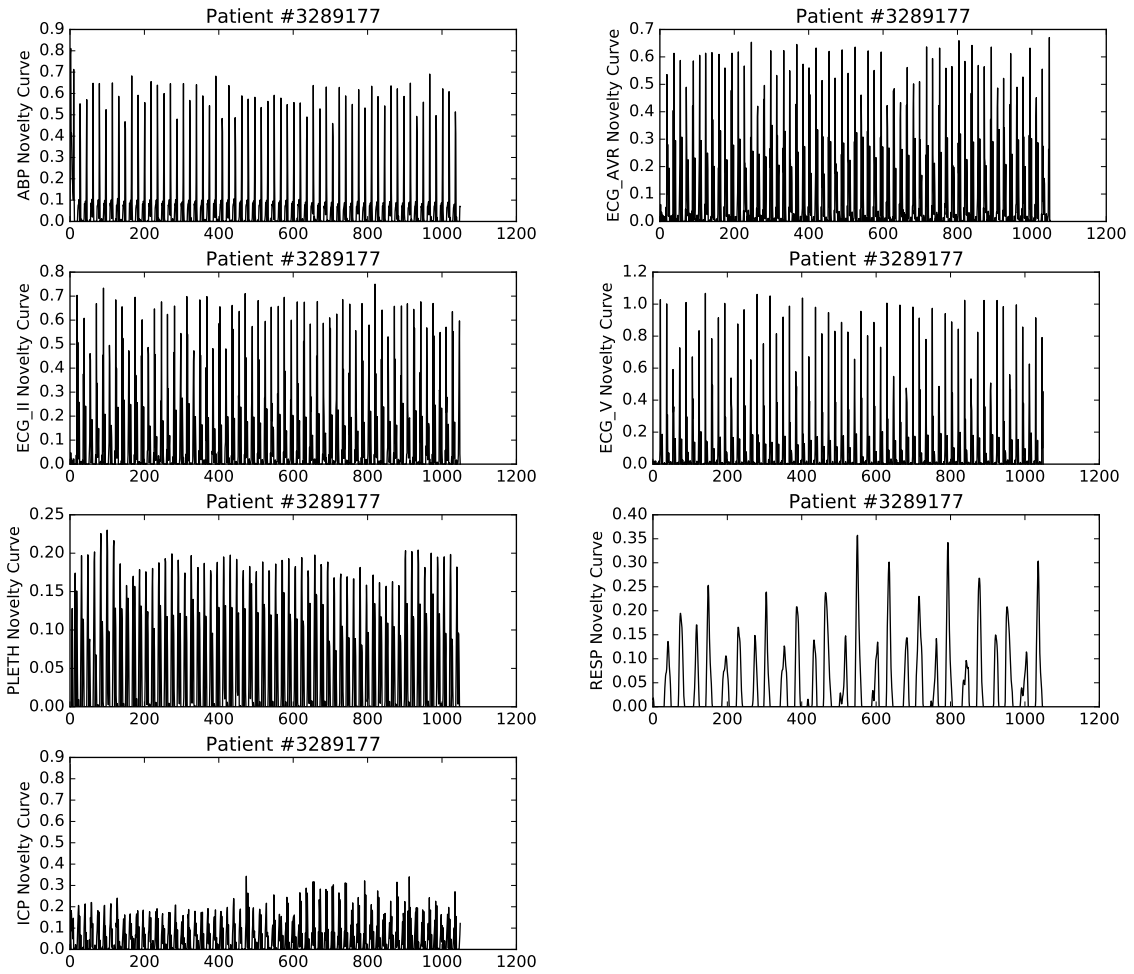 Patient #3289177
ABP Novelty Curve
0.9
0.8
0.7
0.6
0.5
0.4
0.3
0.2
0.1
0.0
0 200 400 600 800 1000 1200
Patient #3289177
ECG_AVR Novelty Curve
0.7
0.6
0.5
0.4
0.3
0.2
0.1
0.0
0 200 400 600 800 1000 1200
Patient #3289177
ECG_II Novelty Curve
0.8
0.7
0.6
0.5
0.4
0.3
0.2
0.1
0.0
0 200 400 600 800 1000 1200
Patient #3289177
ECG_V Novelty Curve
1.2
1.0
0.8
0.6
0.4
0.2
0.0
0 200 400 600 800 1000 1200
Patient #3289177
PLETH Novelty Curve
0.25
0.20
0.15
0.10
0.05
0.00
0 200 400 600 800 1000 1200
Patient #3289177
RESP Novelty Curve
0.40
0.35
0.30
0.25
0.20
0.15
0.10
0.05
0.00
0 200 400 600 800 1000 1200
Patient #3289177
ICP Novelty Curve
0.9
0.8
0.7
0.6
0.5
0.4
0.3
0.2
0.1
0.0
0 200 400 600 800 1000 1200